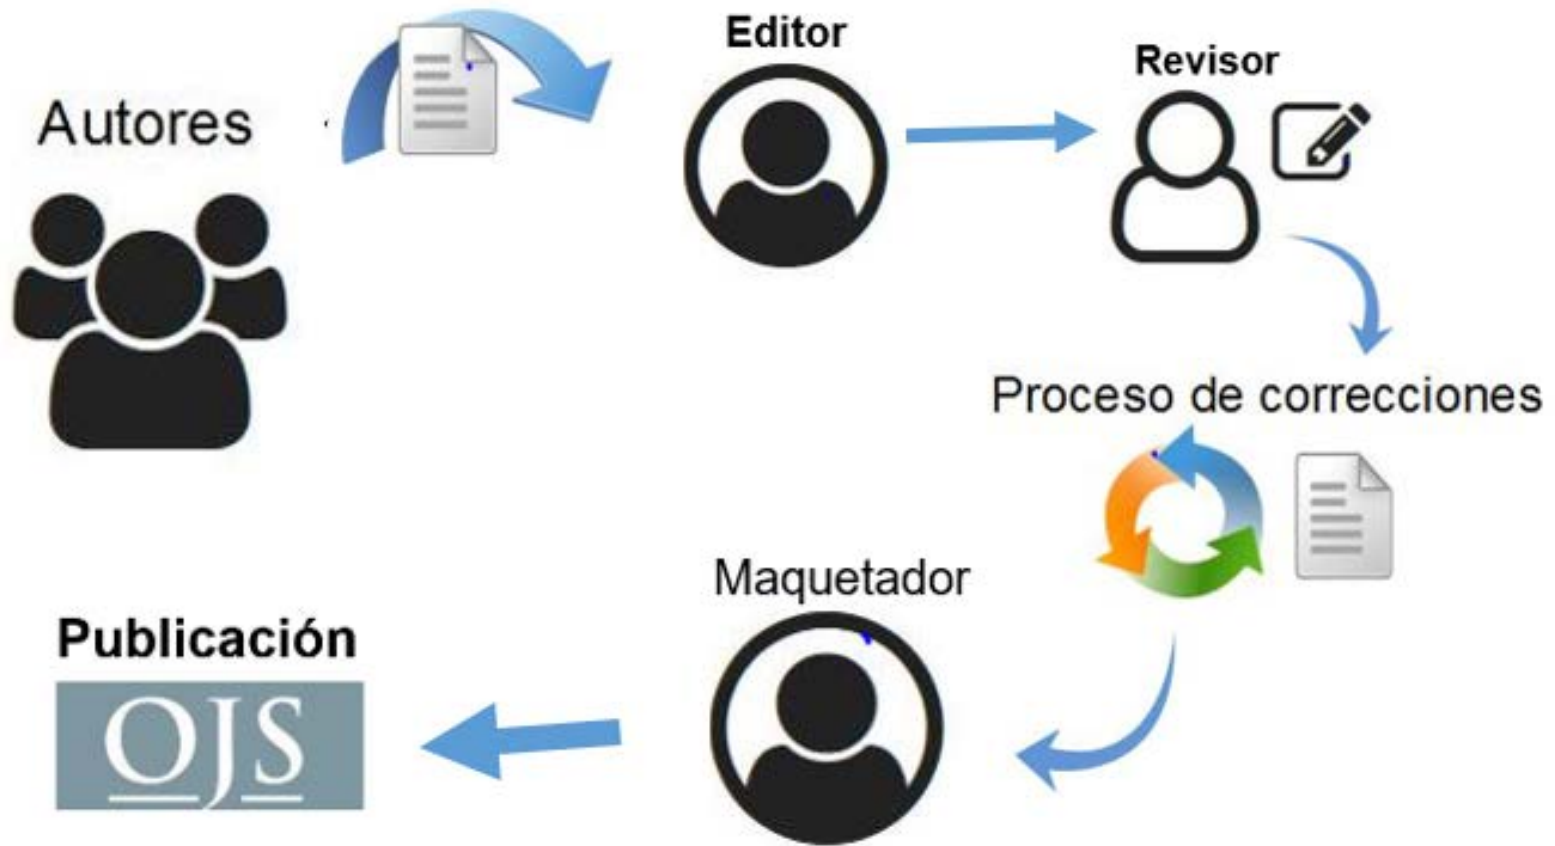 Autores
Editor
Revisor
Proceso de correcciones
Maquetador
Publicación
OJS